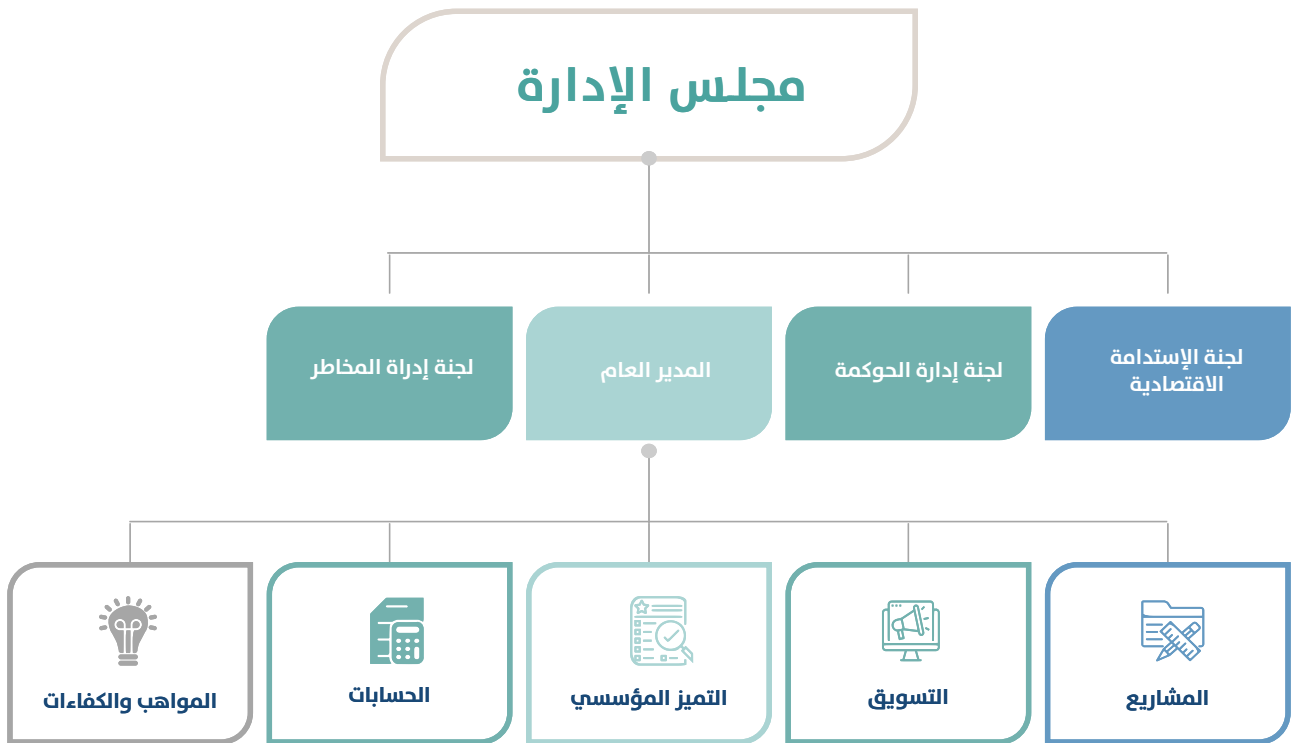 مجلس الإدارة
لجنة الإستدامة
الاقتصادية
لجنة إدارة الحوكمة
المدير العام
لجنة إدراة المخاطر
المشاريع
التسويق
التميز المؤسسي
الحسابات
المواهب والكفاءات